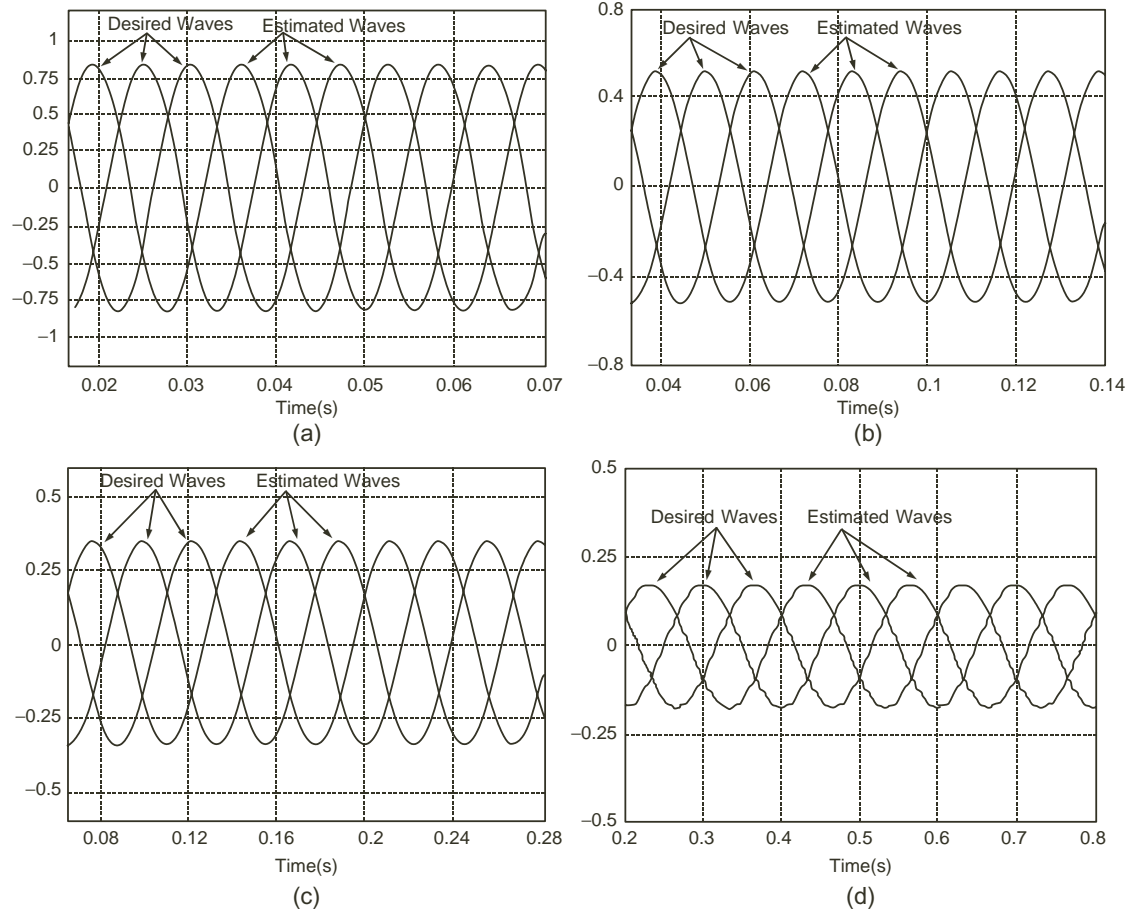 Desired Waves Estimated Waves
1
0.75
0.5
0.25
0
–0.25
–0.5
–0.75
–1
0.02 0.03 0.04 0.05 0.06 0.07
Time(s)
(a)
Desired Waves Estimated Waves
0.8
0.4
0
–0.4
–0.8
0.04 0.06 0.08 0.1 0.12 0.14
Time(s)
(b)
Desired Waves Estimated Waves
0.5
0.25
0
–0.25
–0.5
0.08 0.12 0.16 0.2 0.24 0.28
Time(s)
(c)
0.5
Desired Waves Estimated Waves
0.25
0
–0.25
–0.5
0.2 0.3 0.4 0.5 0.6 0.7 0.8
Time(s)
(d)